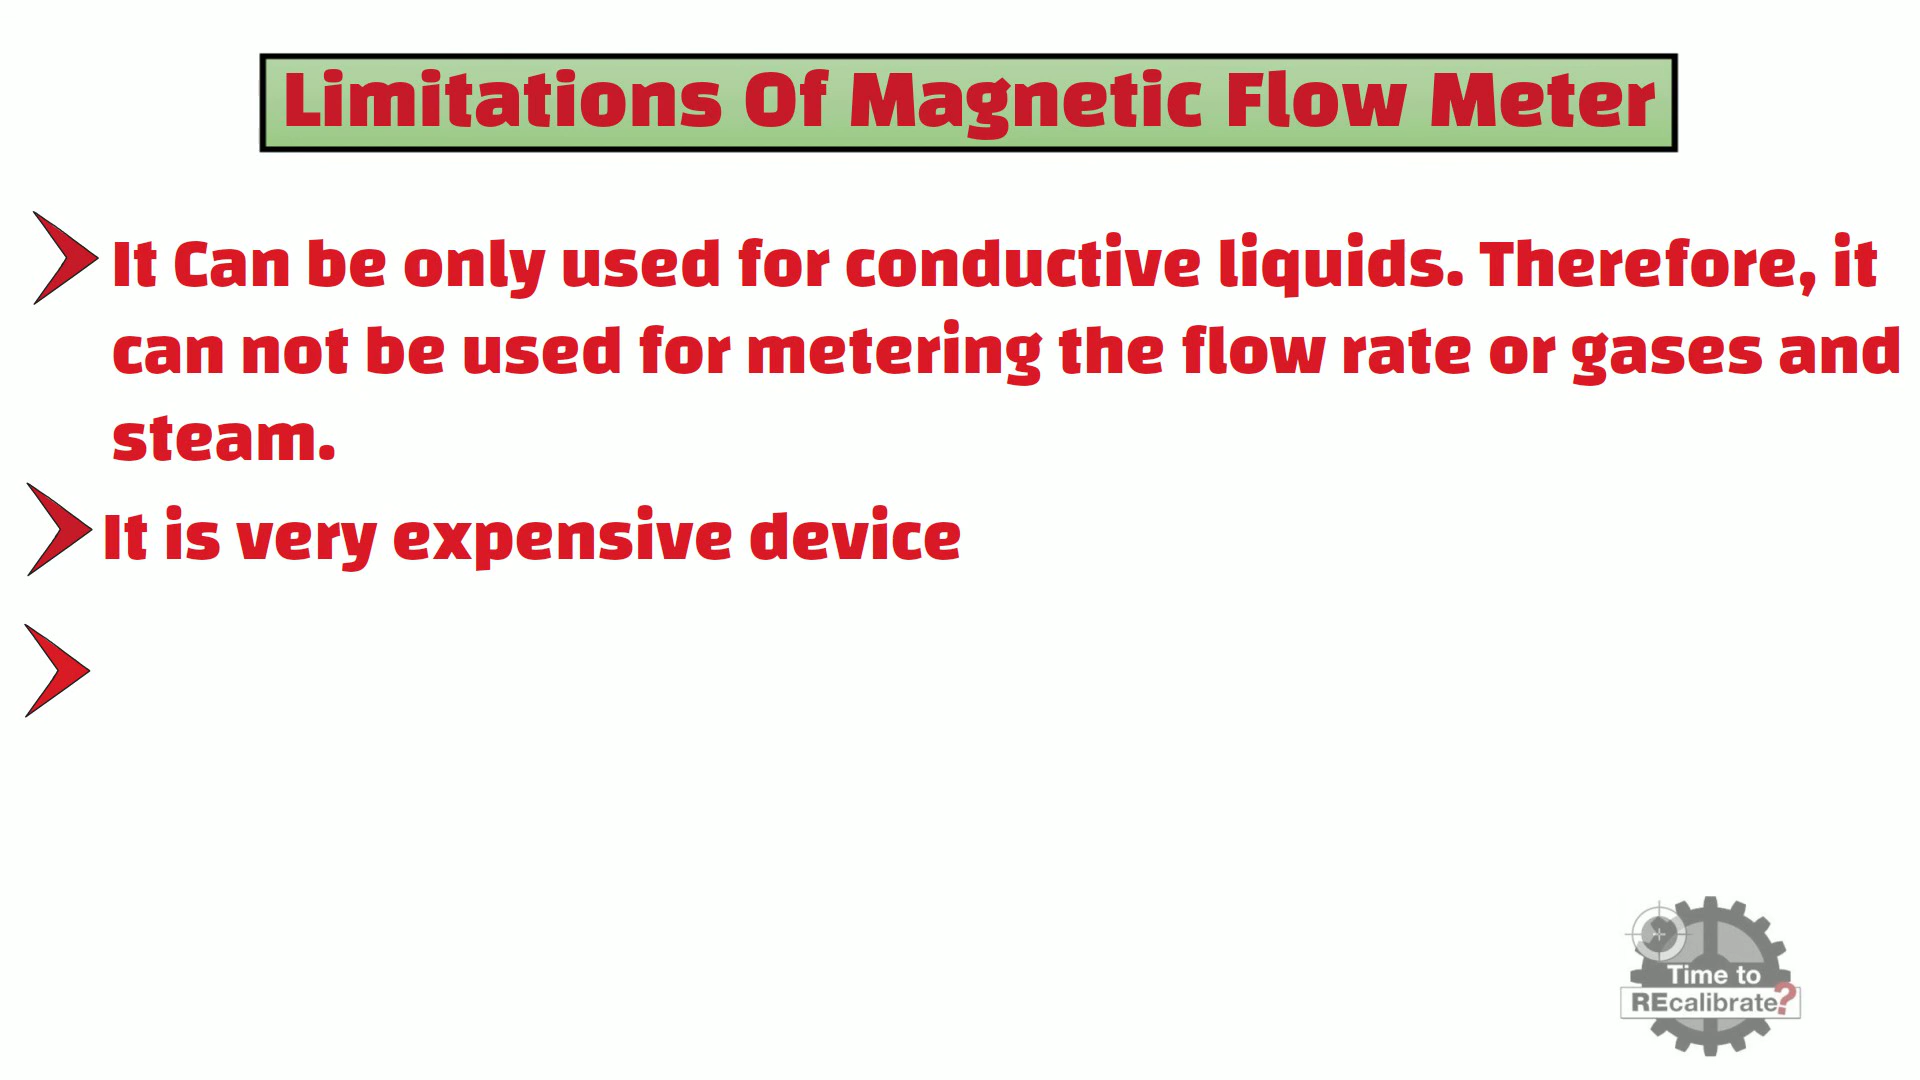 Limitations Of Magnetic Flow Meter
It Can be only used for conductive liquids. Therefore, it
can not be used for metering the flow rate or gases and
steam.
It is very expensive device
Time to
REcalibrate?